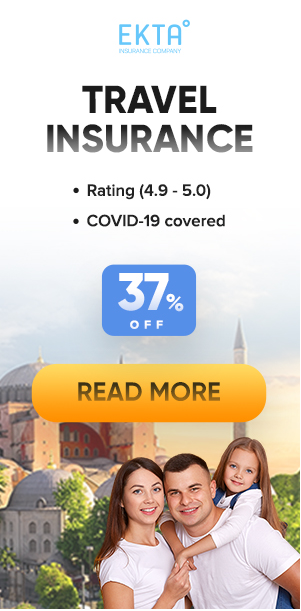 EKTA°
INSURANCE COMPANY
TRAVEL
INSURANCE
• Rating (4.9 - 5.0)
• COVID-19 covered
37%
OFF
READ MORE